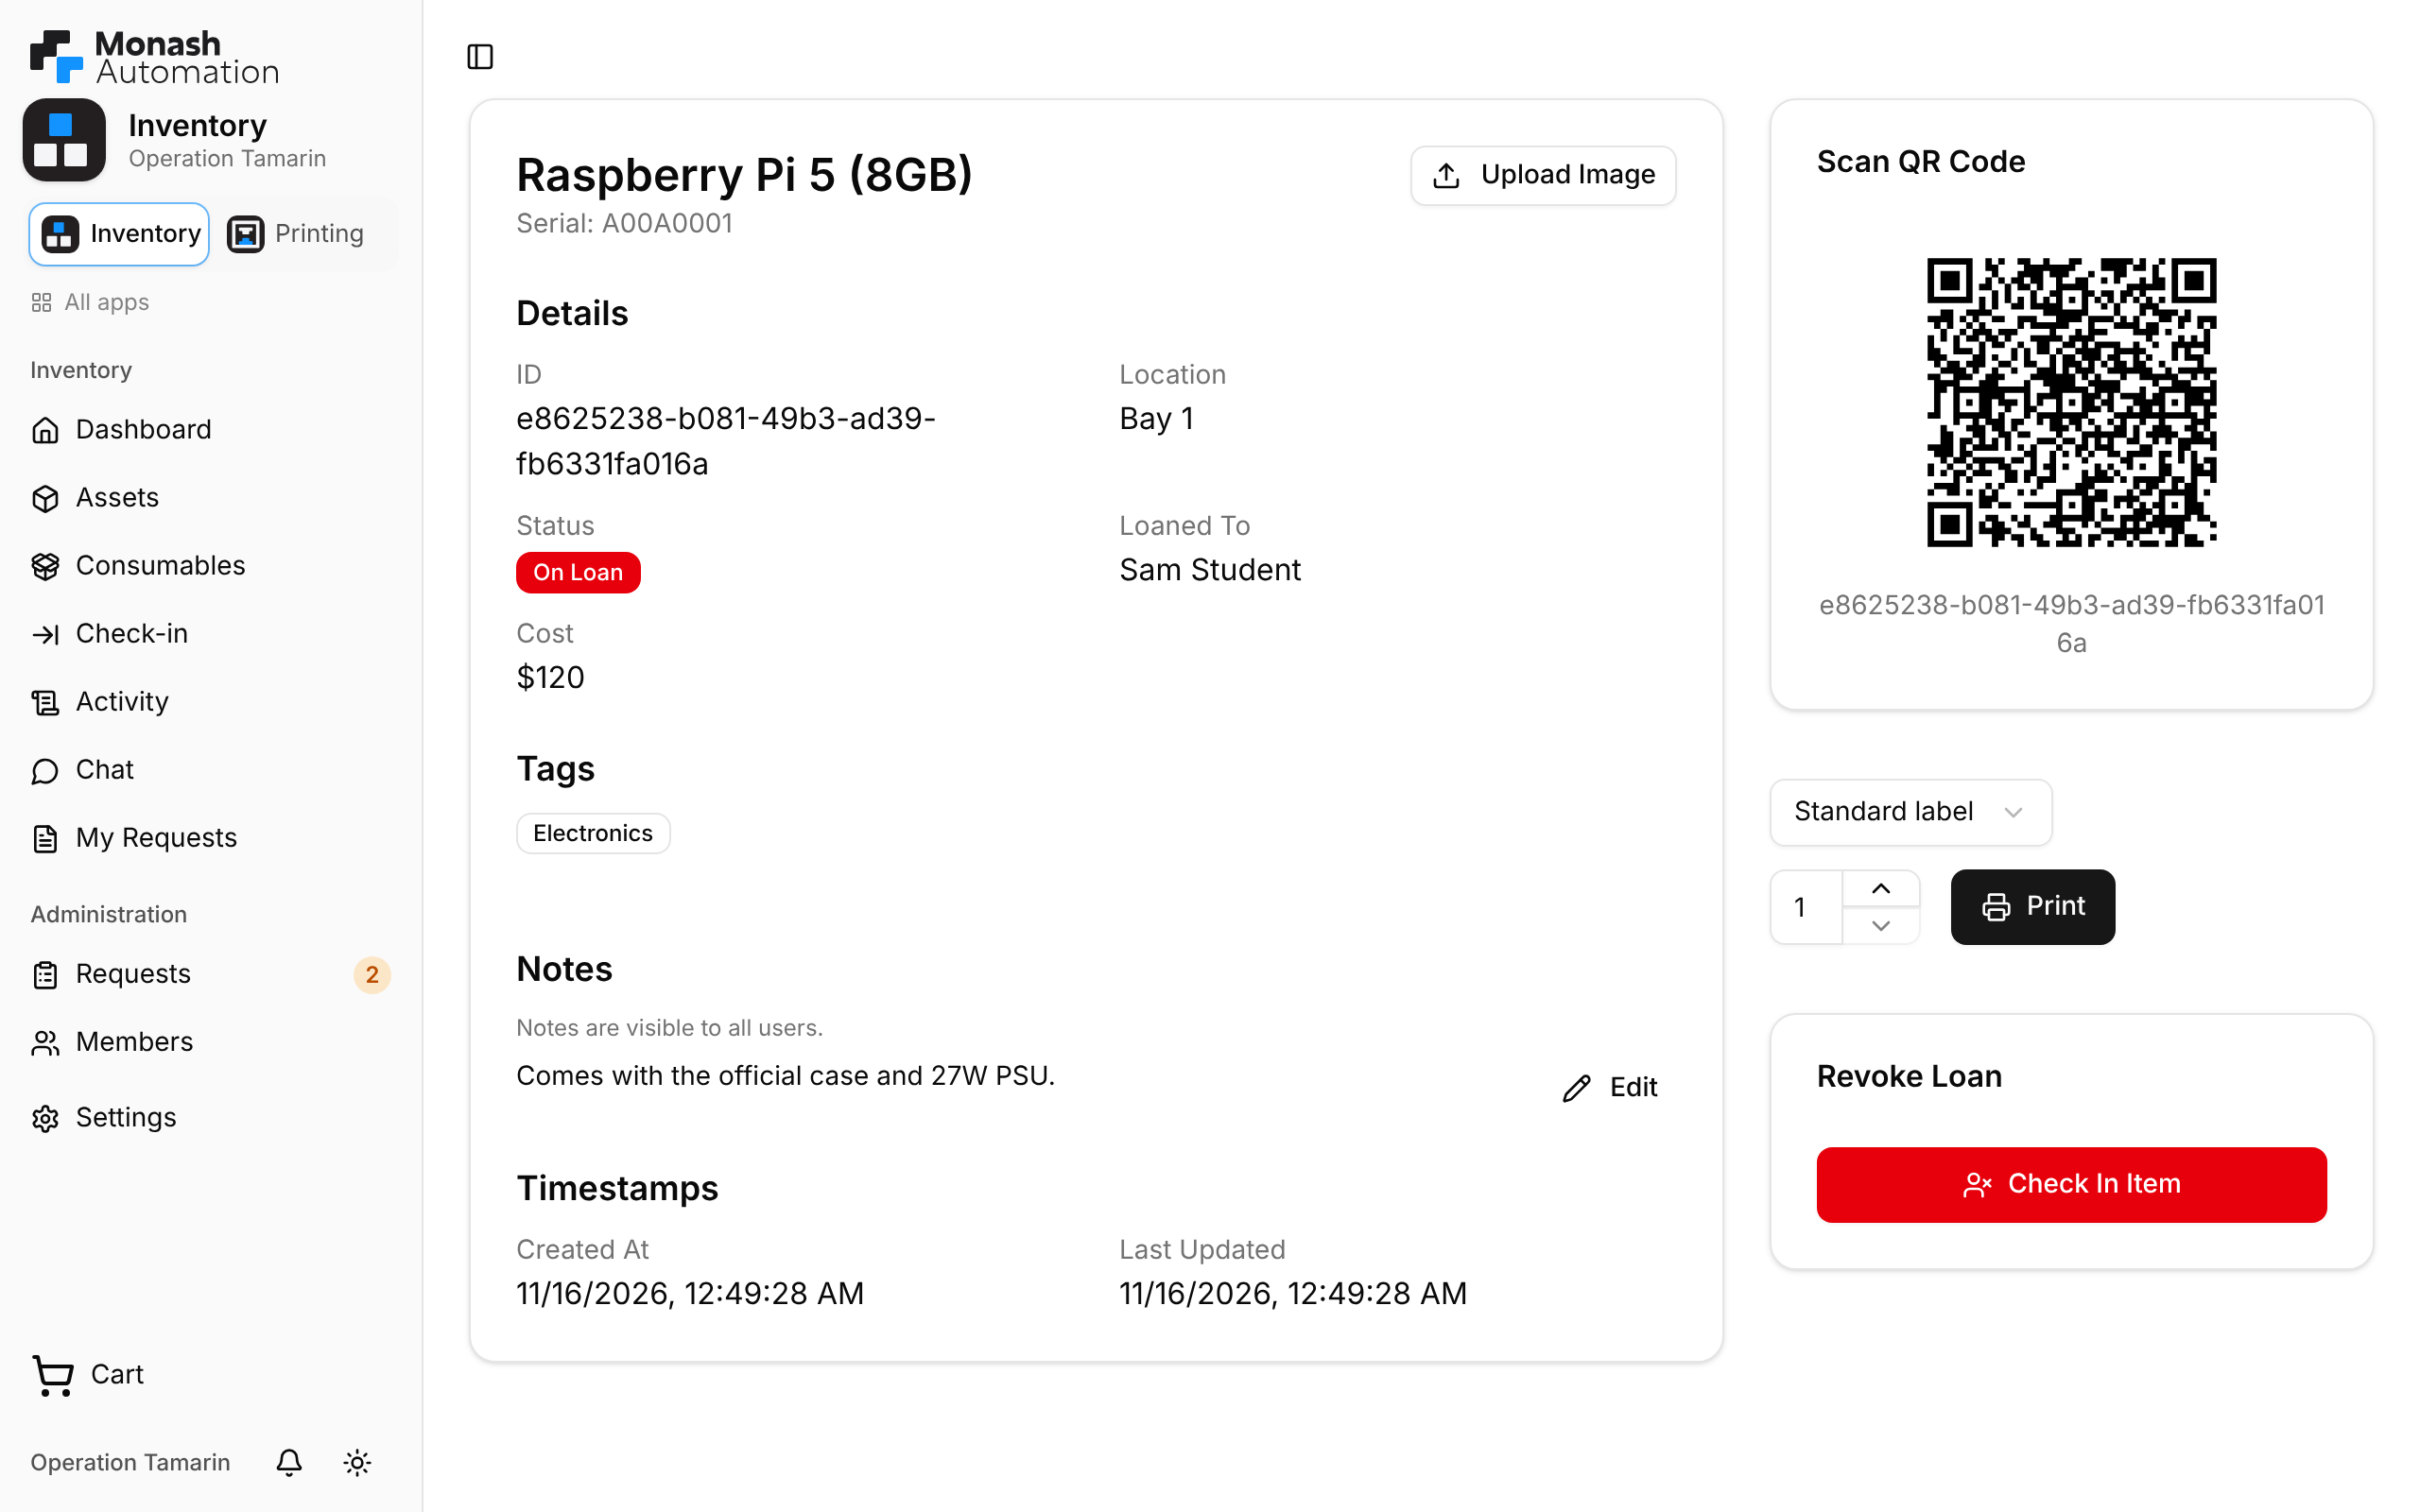 Monash
Automation
Inventory
Operation Tamarin
Inventory
Printing
All apps
Inventory
Dashboard
Assets
Consumables
Check-in
Activity
Chat
My Requests
Administration
Requests
2
Members
Settings
Cart
Operation Tamarin
Raspberry Pi 5 (8GB)
Serial: A00A0001
Upload Image
Details
ID
e8625238-b081-49b3-ad39-
fb6331fa016a
Location
Bay 1
Status
On Loan
Loaned To
Sam Student
Cost
$120
Tags
Electronics
Notes
Notes are visible to all users.
Comes with the official case and 27W PSU.
Edit
Timestamps
Created At
11/16/2026, 12:49:28 AM
Last Updated
11/16/2026, 12:49:28 AM
Scan QR Code
e8625238-b081-49b3-ad39-fb6331fa01
6a
Standard label
1
Print
Revoke Loan
Check In Item